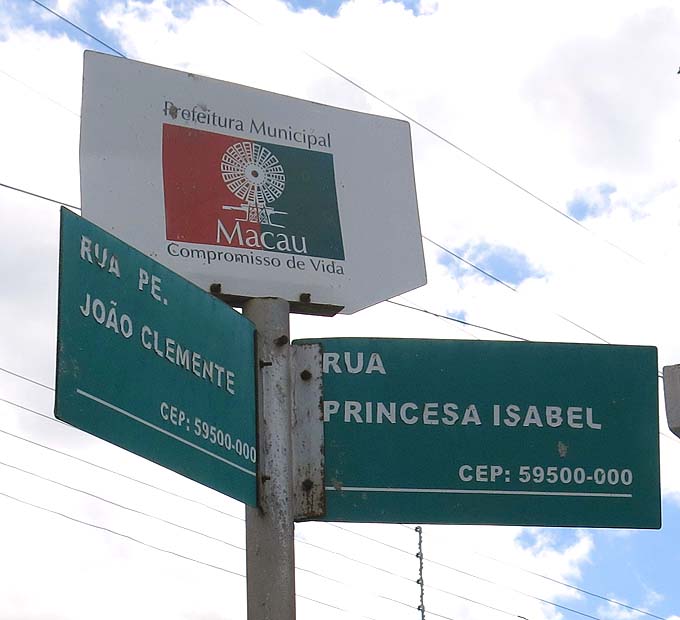 Prefeitura Municipal
Macau
Compromisso de Vida
RUA PE.
JOÃO CLEMENTE
CEP: 59500-000
RUA
PRINCESA ISABEL
CEP: 59500-000